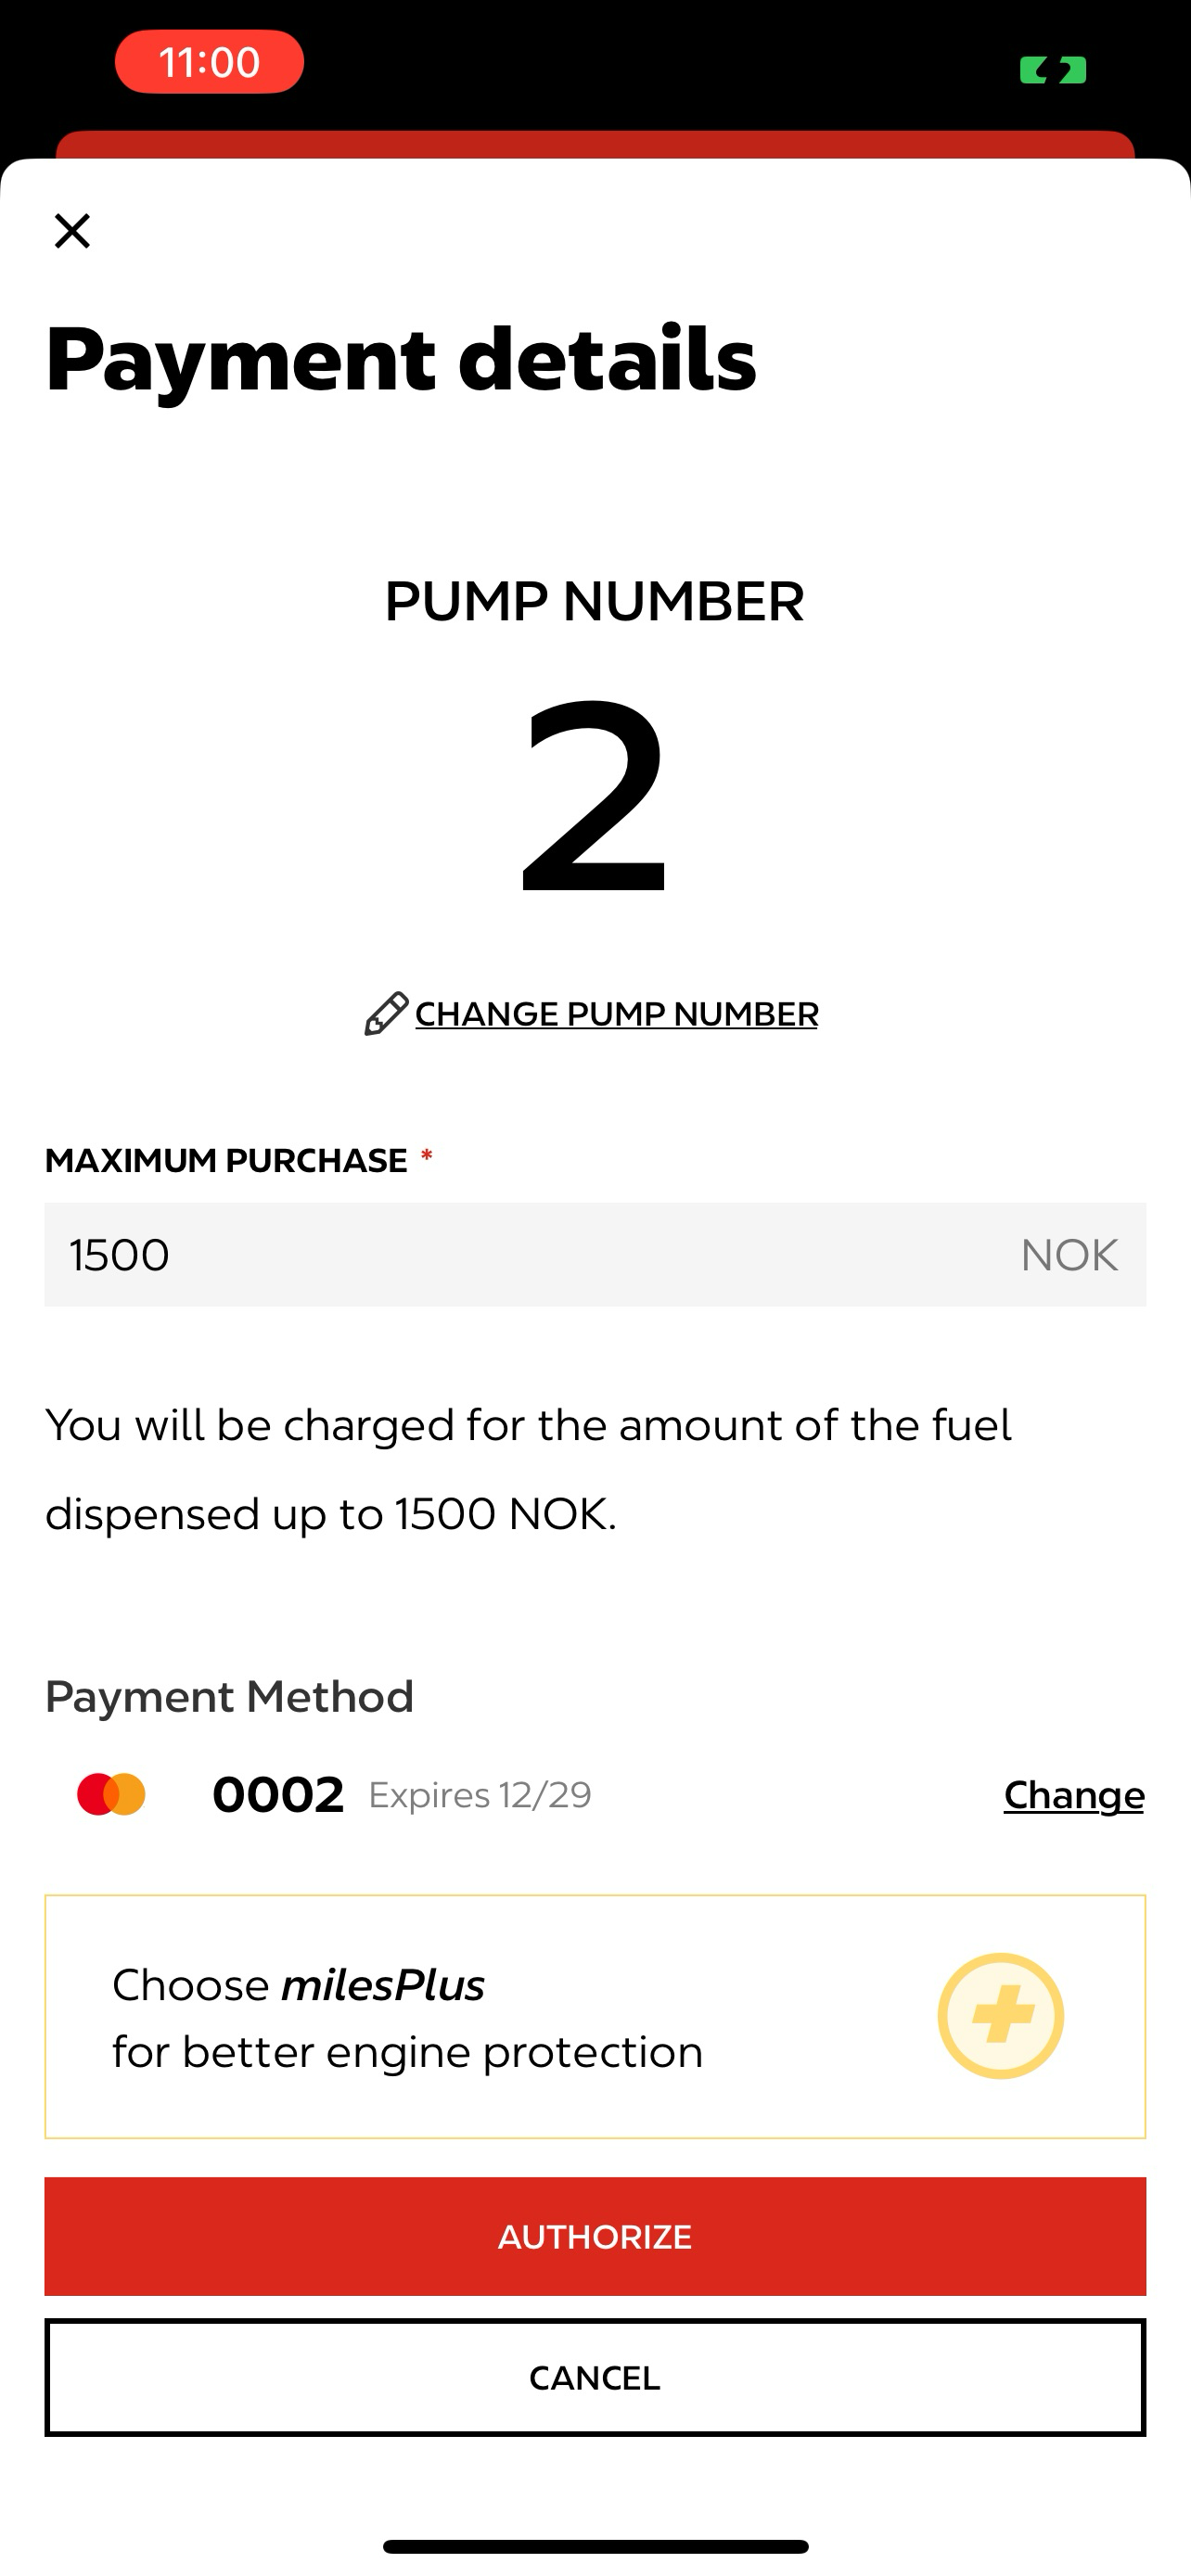 11:00
Payment details
PUMP NUMBER
2
CHANGE PUMP NUMBER
MAXIMUM PURCHASE *
1500 NOK
You will be charged for the amount of the fuel
dispensed up to 1500 NOK.
Payment Method
0002 Expires 12/29 Change
Choose milesPlus
for better engine protection
AUTHORIZE
CANCEL